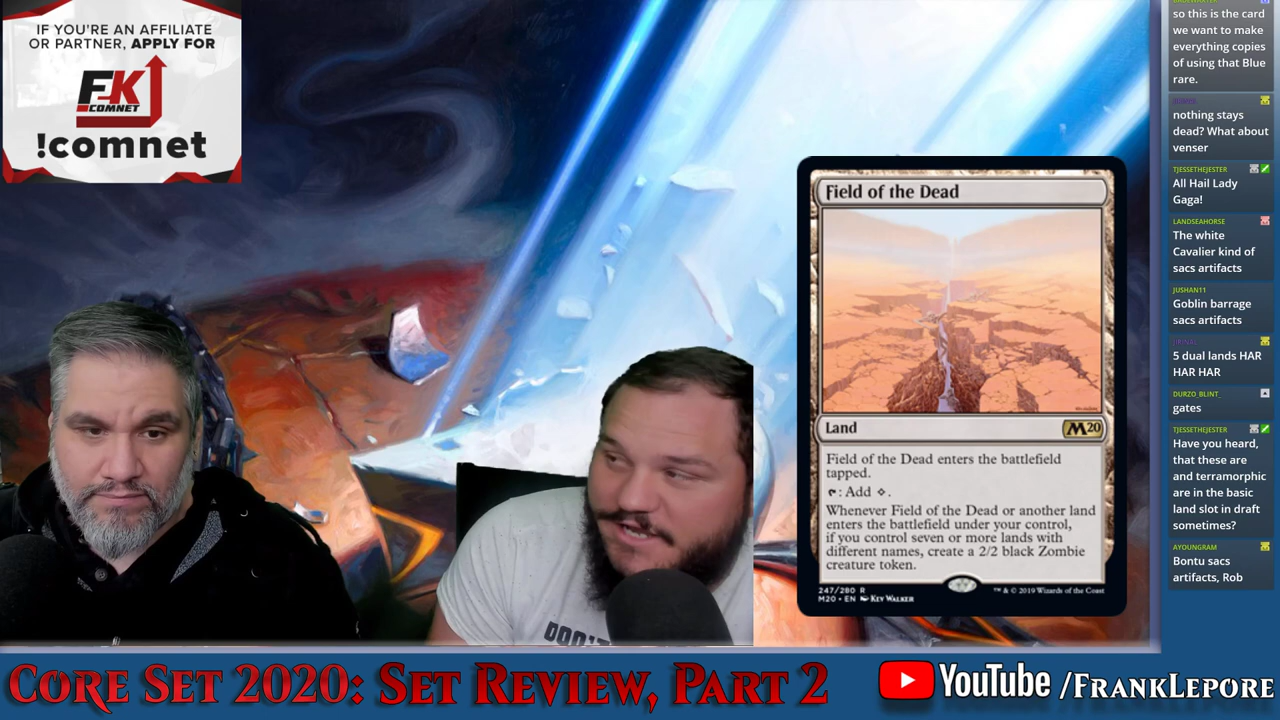 IF YOU'RE AN AFFILIATE
OR PARTNER, APPLY FOR
FK
COMNET
!comnet
Field of the Dead
Land
M20
Field of the Dead enters the battlefield
tapped.
: Add .
Whenever Field of the Dead or another land
enters the battlefield under your control,
if you control seven or more lands with
different names, create a 2/2 black Zombie
creature token.
247/280 R
M20 • EN KEV WALKER
™ & © 2019 Wizards of the Coast
so this is the card
we want to make
everything copies
of using that Blue
rare.
nothing stays
dead? What about
venser
TJESSETHEJESTER
All Hail Lady
Gaga!
LANDSEAHORSE
The white
Cavalier kind of
sacs artifacts
JUSHAN11
Goblin barrage
sacs artifacts
5 dual lands HAR
HAR HAR
DURZO_BLINT_
gates
TJESSETHEJESTER
Have you heard,
that these are
and terramorphic
are in the basic
land slot in draft
sometimes?
AYOUNGRAM
Bontu sacs
artifacts, Rob
DON'T
CORE SET 2020: SET REVIEW, PART 2
YouTube /FRANKLEPORE